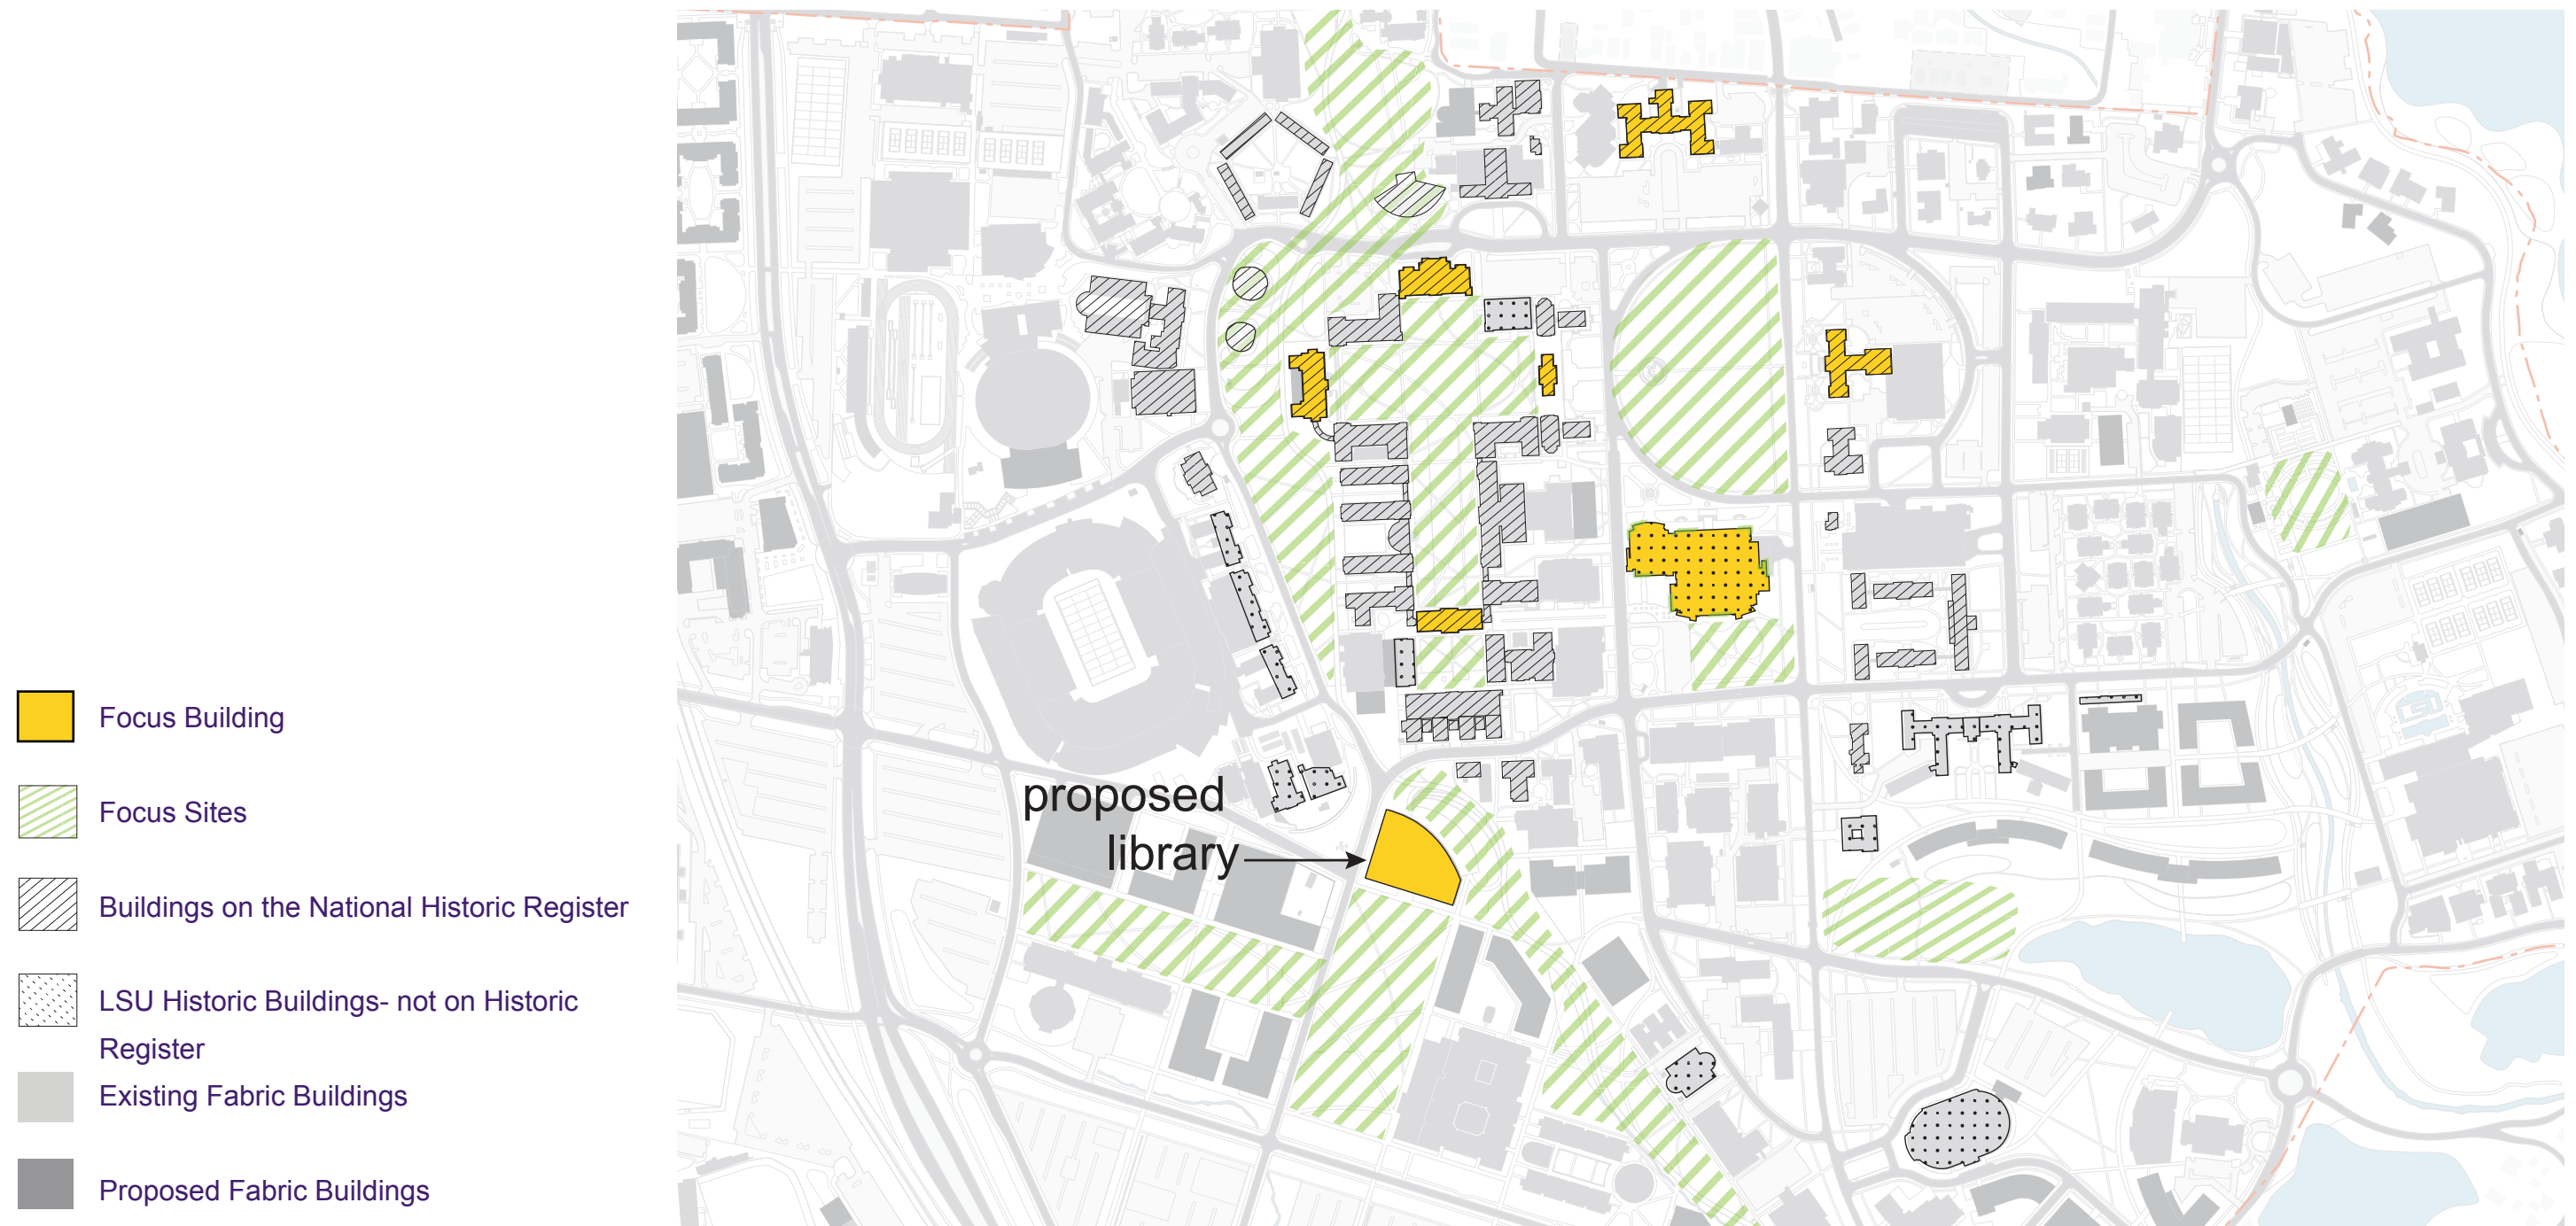 Focus Building
Focus Sites
Buildings on the National Historic Register
LSU Historic Buildings- not on Historic
Register
Existing Fabric Buildings
Proposed Fabric Buildings
proposed
library